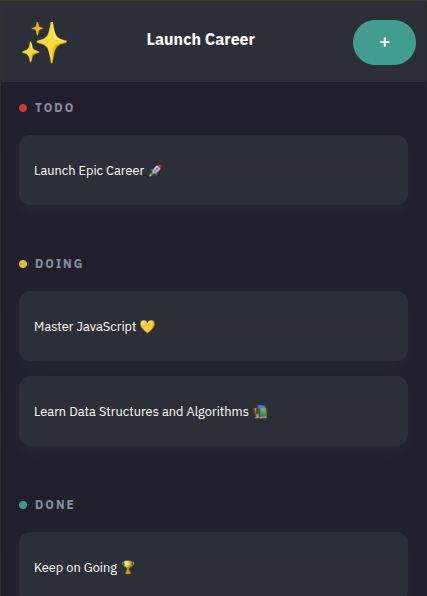 Launch Career
+
TODO
Launch Epic Career 🚀
DOING
Master JavaScript 💛
Learn Data Structures and Algorithms 📚
DONE
Keep on Going 🏆